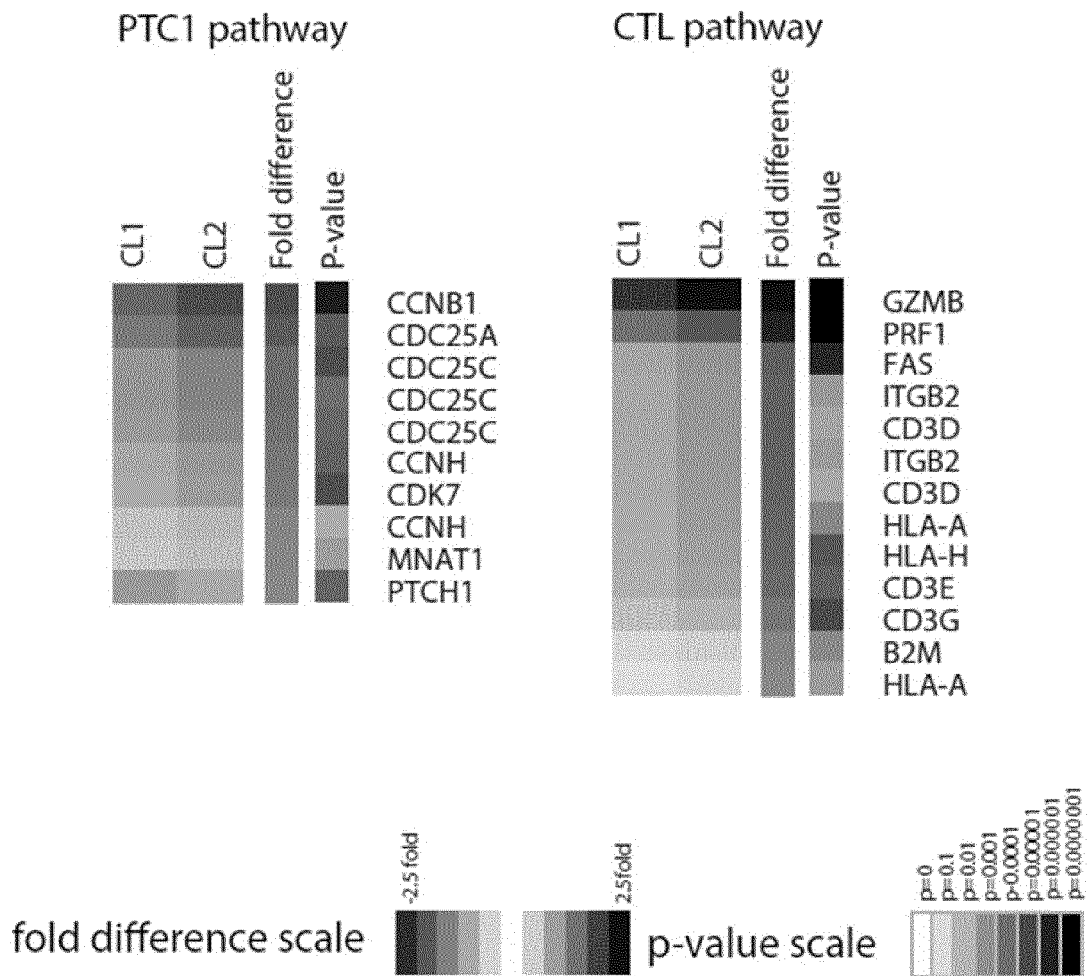 PTC1 pathway
CL1
CL2
Fold difference
P-value
CCNB1
CDC25A
CDC25C
CDC25C
CDC25C
CCNH
CDK7
CCNH
MNAT1
PTCH1
CTL pathway
CL1
CL2
Fold difference
P-value
GZMB
PRF1
FAS
ITGB2
CD3D
ITGB2
CD3D
HLA-A
HLA-H
CD3E
CD3G
B2M
HLA-A
fold difference scale
-2.5 fold
2.5 fold
p-value scale
p=0
p=0.1
p=0.01
p=0.001
p-0.0001
p=0.00001
p=0.000001
p=0.0000001